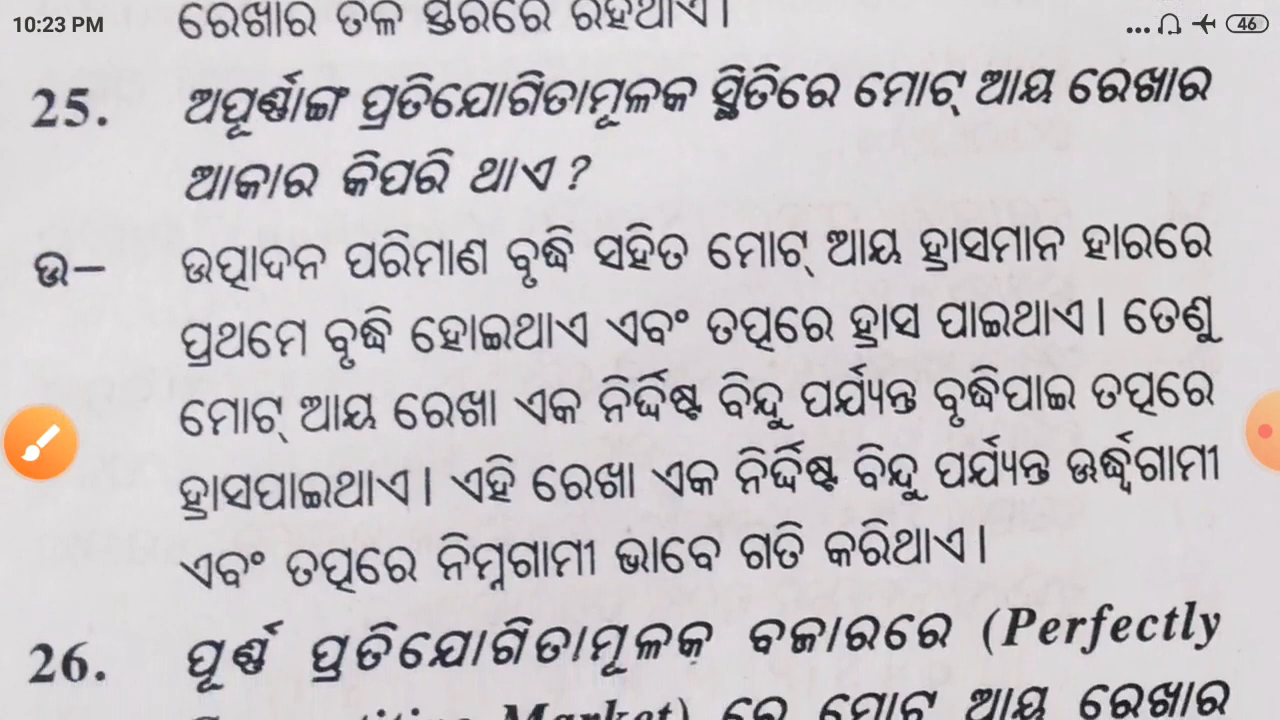 10:23 PM
46
ରେଖାର ତଳ ସ୍ତରରେ ରହିଥାଏ।
25. ଅପୂର୍ଣ୍ଣାଙ୍ଗ ପ୍ରତିଯୋଗିତାମୂଳକ ସ୍ଥିତିରେ ମୋଟ୍ ଆୟ ରେଖାର
ଆକାର କିପରି ଥାଏ ?
ଉ– ଉତ୍ପାଦନ ପରିମାଣ ବୃଦ୍ଧି ସହିତ ମୋଟ୍ ଆୟ ହ୍ରାସମାନ ହାରରେ
ପ୍ରଥମେ ବୃଦ୍ଧି ହୋଇଥାଏ ଏବଂ ତତ୍ପରେ ହ୍ରାସ ପାଇଥାଏ। ତେଣୁ
ମୋଟ୍ ଆୟ ରେଖା ଏକ ନିର୍ଦ୍ଦିଷ୍ଟ ବିନ୍ଦୁ ପର୍ଯ୍ୟନ୍ତ ବୃଦ୍ଧିପାଇ ତତ୍ପରେ
ହ୍ରାସପାଇଥାଏ। ଏହି ରେଖା ଏକ ନିର୍ଦ୍ଦିଷ୍ଟ ବିନ୍ଦୁ ପର୍ଯ୍ୟନ୍ତ ଊର୍ଦ୍ଧ୍ୱଗାମୀ
ଏବଂ ତତ୍ପରେ ନିମ୍ନଗାମୀ ଭାବେ ଗତି କରିଥାଏ।
26. ପୂର୍ଣ୍ଣ ପ୍ରତିଯୋଗିତାମୂଳକ ବଜାରରେ (Perfectly
Market) ରେ ମୋଟ୍ ଆୟ ରେଖାର